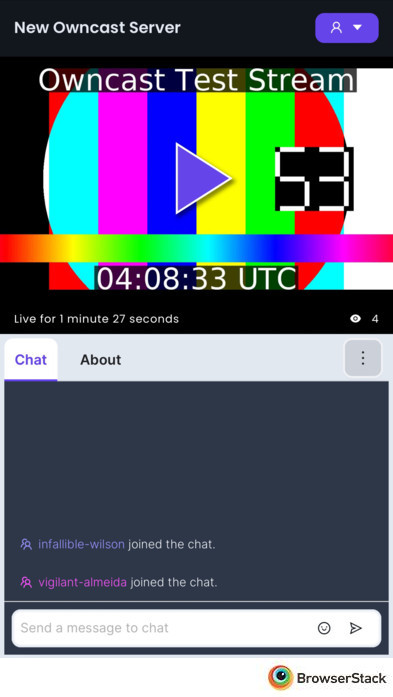 New Owncast Server
Owncast Test Stream
53
04:08:33 UTC
Live for 1 minute 27 seconds
4
Chat
About
infallible-wilson joined the chat.
vigilant-almeida joined the chat.
Send a message to chat
BrowserStack